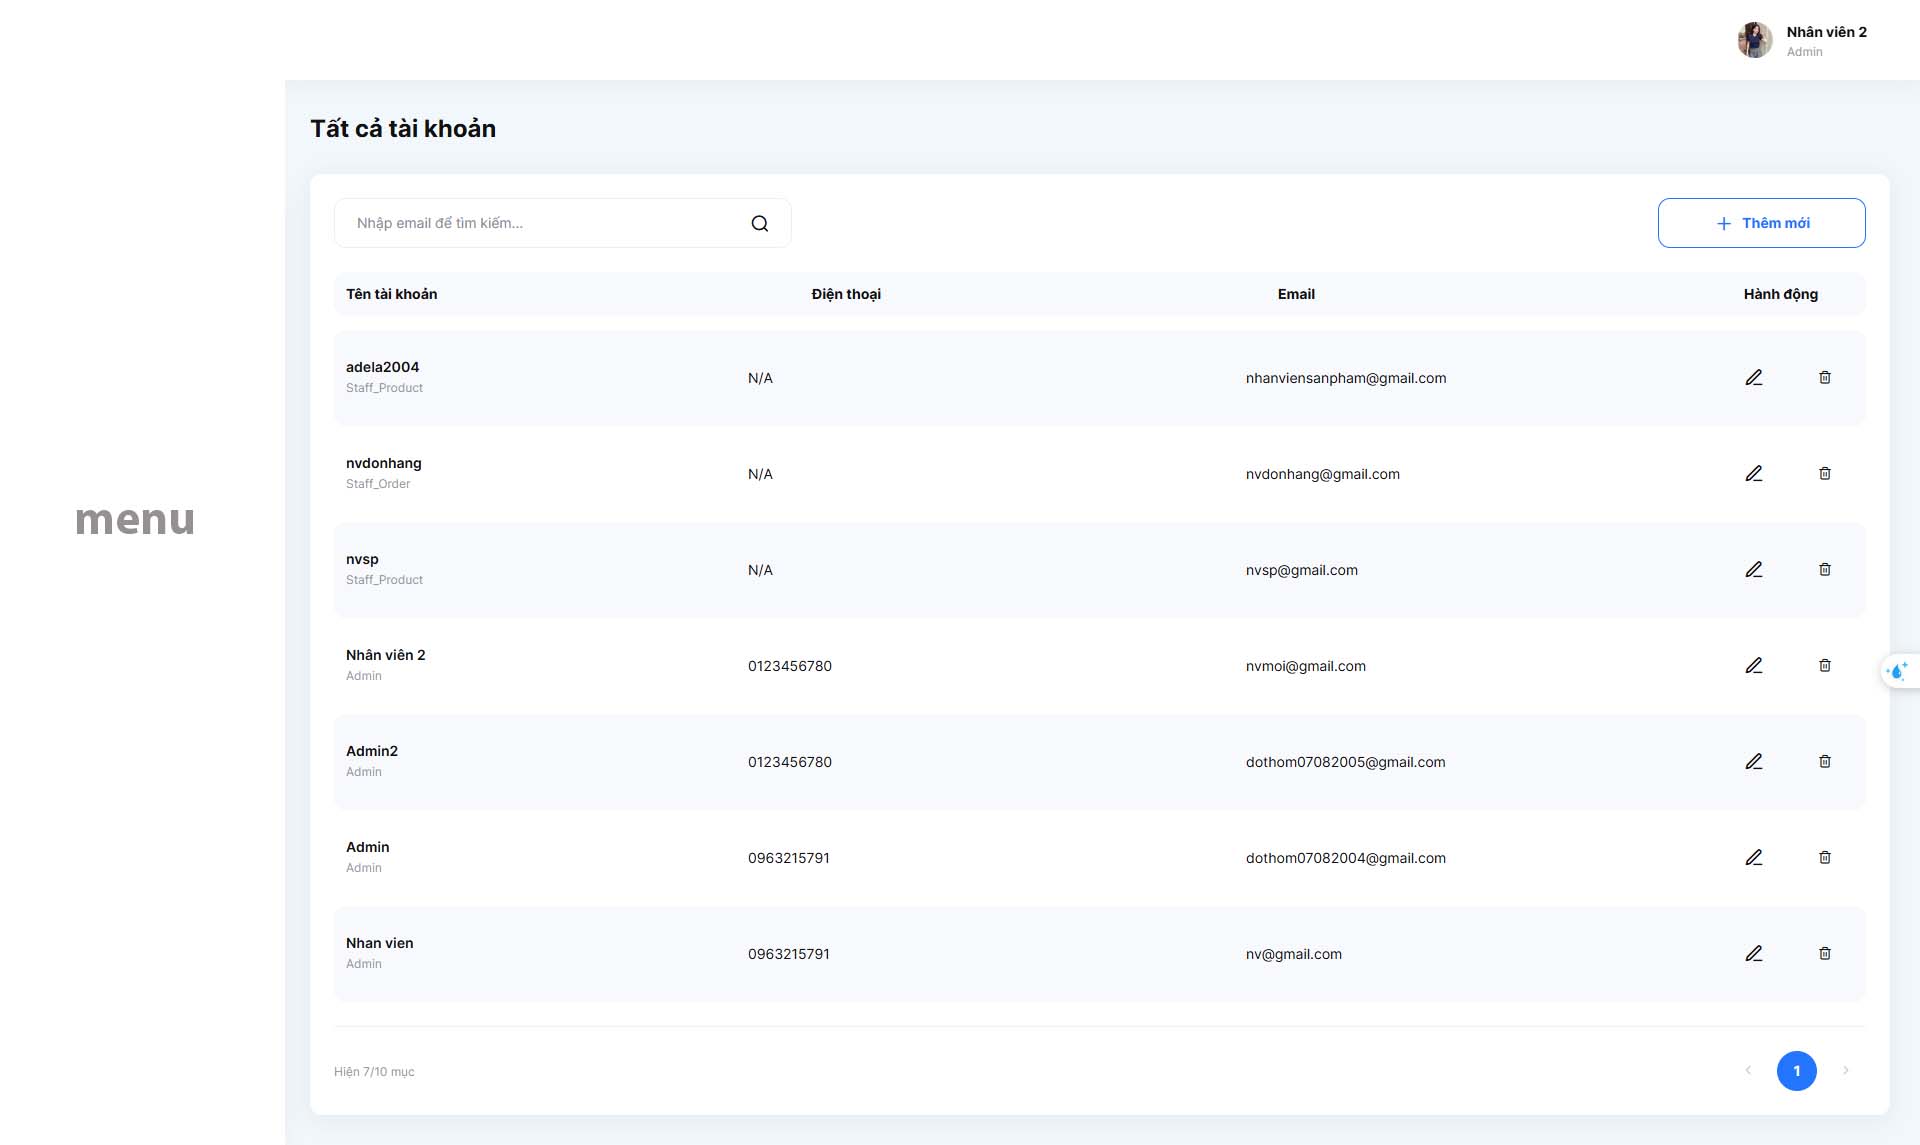 Nhân viên 2
Admin
Tất cả tài khoản
Nhập email để tìm kiếm...
Thêm mới
Tên tài khoản Điện thoại Email Hành động
adela2004
Staff_Product
N/A nhanviensanpham@gmail.com
nvdonhang
Staff_Order
N/A nvdonhang@gmail.com
menu
nvsp
Staff_Product
N/A nvsp@gmail.com
Nhân viên 2
Admin
0123456780 nvmoi@gmail.com
Admin2
Admin
0123456780 dothom07082005@gmail.com
Admin
Admin
0963215791 dothom07082004@gmail.com
Nhan vien
Admin
0963215791 nv@gmail.com
Hiện 7/10 mục
1